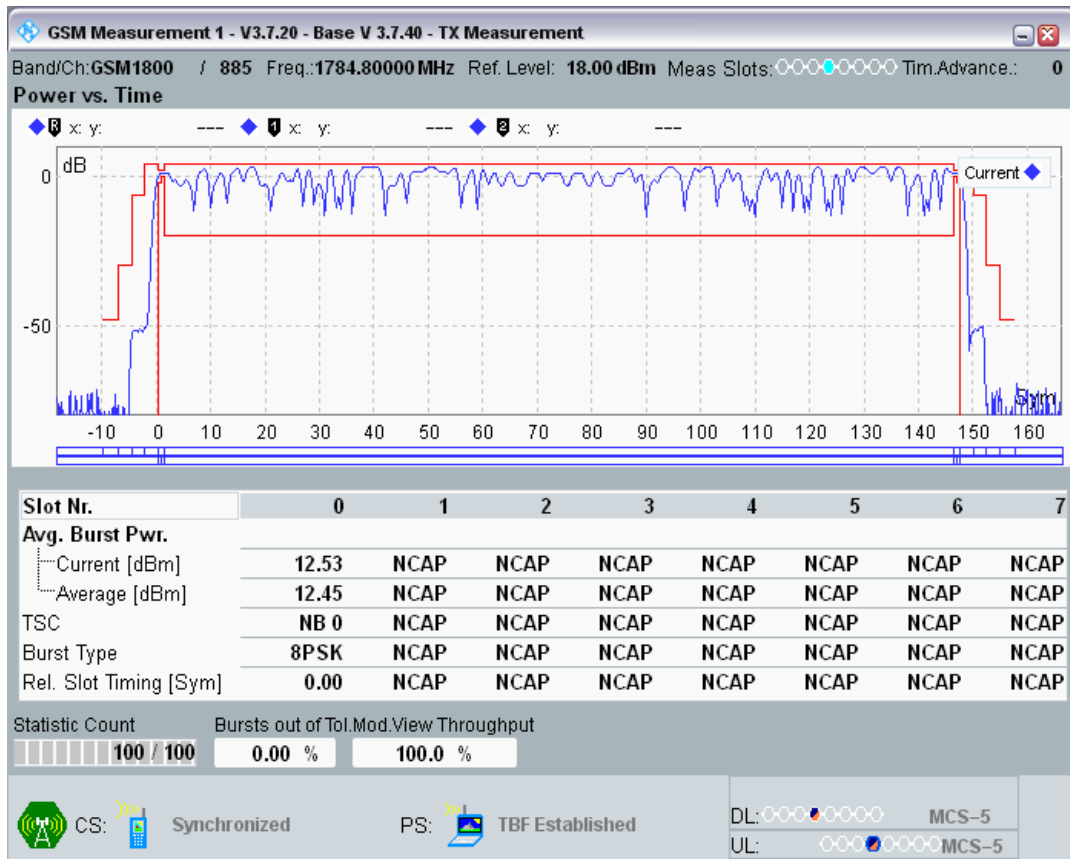 GSM Measurement 1 - V3.7.20 - Base V 3.7.40 - TX Measurement
Band/Ch:GSM1800 / 885 Freq.:1784.80000 MHz Ref. Level: 18.00 dBm Meas Slots: Tim.Advance.: 0
Power vs. Time
R x: y: --- 1 x: y: --- 2 x: y: ---
dB
Current
0
-50
Sym
-10 0 10 20 30 40 50 60 70 80 90 100 110 120 130 140 150 160
Slot Nr. 0 1 2 3 4 5 6 7
Avg. Burst Pwr.
Current [dBm] 12.53 NCAP NCAP NCAP NCAP NCAP NCAP NCAP
Average [dBm] 12.45 NCAP NCAP NCAP NCAP NCAP NCAP NCAP
TSC NB 0 NCAP NCAP NCAP NCAP NCAP NCAP NCAP
Burst Type 8PSK NCAP NCAP NCAP NCAP NCAP NCAP NCAP
Rel. Slot Timing [Sym] 0.00 NCAP NCAP NCAP NCAP NCAP NCAP NCAP
Statistic Count Bursts out of Tol. Mod.View Throughput
100 / 100 0.00 % 100.0 %
CS: Synchronized PS: TBF Established DL: MCS-5
UL: MCS-5